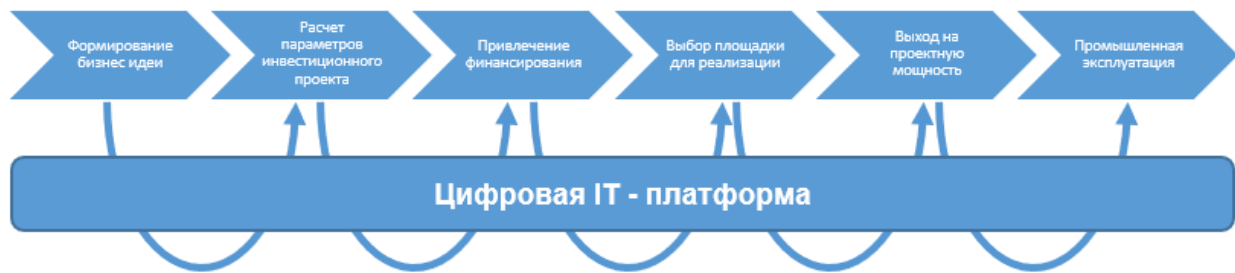 Формирование
бизнес идеи
Расчет
параметров
инвестиционного
проекта
Привлечение
финансирования
Выбор площадки
для реализации
Выход на
проектную
мощность
Промышленная
эксплуатация
Цифровая IT - платформа